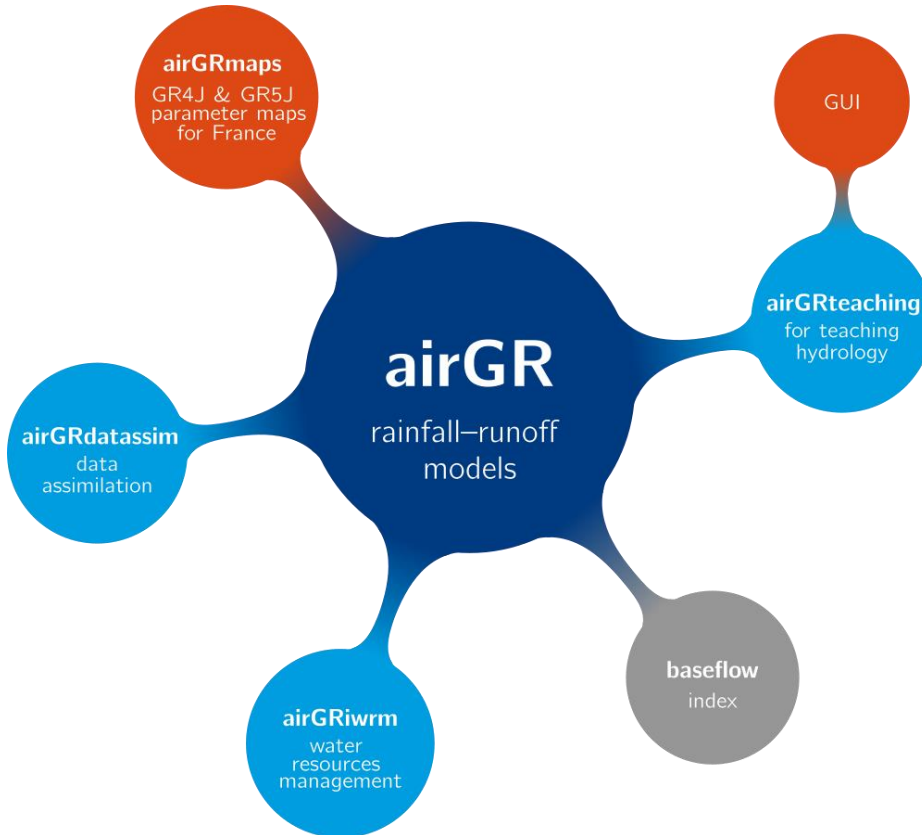 airGRmaps
GR4J & GR5J
parameter maps
for France
GUI
airGR
rainfall–runoff
models
airGRteaching
for teaching
hydrology
airGRdatassim
data
assimilation
baseflow
index
airGRiwrm
water
resources
management